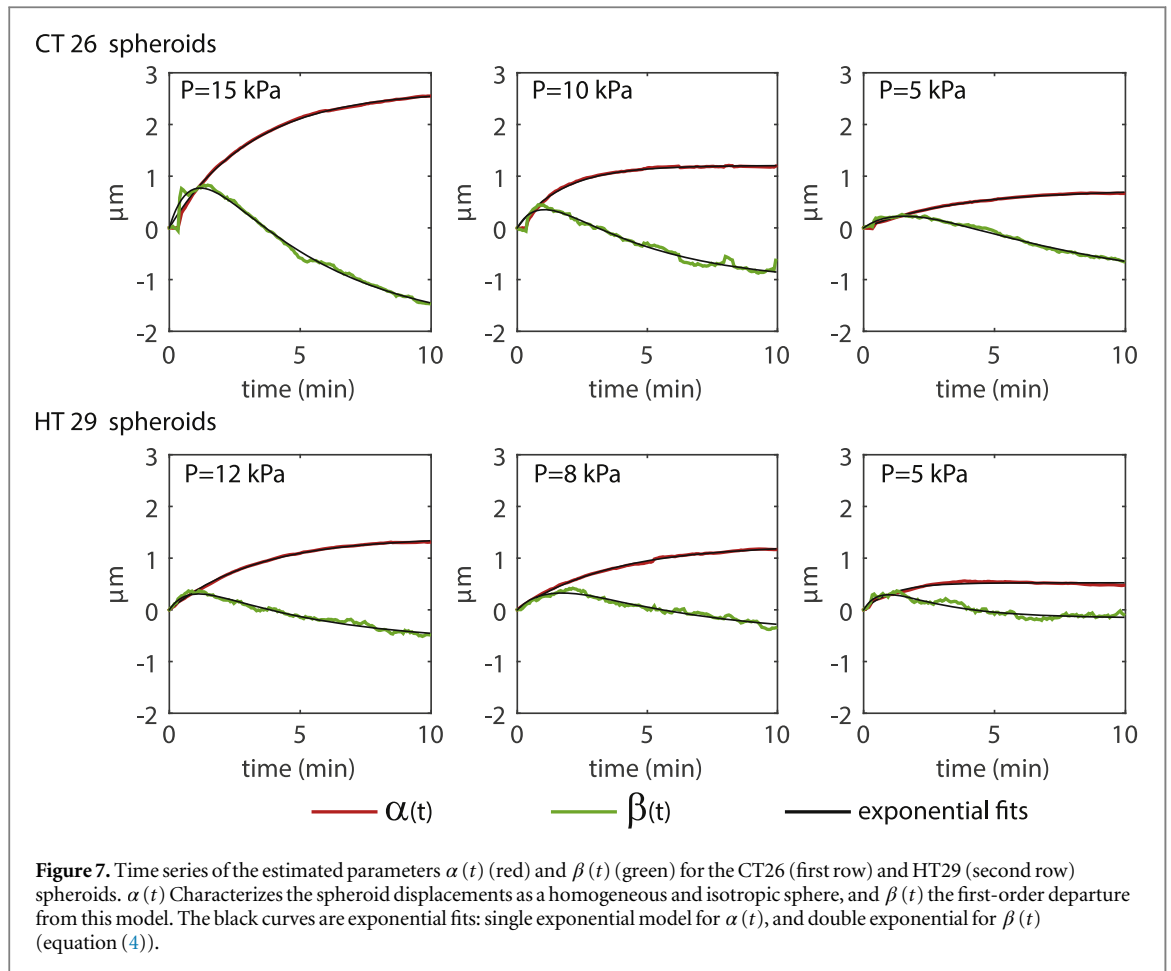 CT 26 spheroids
P=15 kPa
P=10 kPa
P=5 kPa
3
2
1
0
-1
-2
μm
0
5
10
time (min)
3
2
1
0
-1
-2
μm
0
5
10
time (min)
3
2
1
0
-1
-2
μm
0
5
10
time (min)
HT 29 spheroids
P=12 kPa
P=8 kPa
P=5 kPa
3
2
1
0
-1
-2
μm
0
5
10
time (min)
3
2
1
0
-1
-2
μm
0
5
10
time (min)
3
2
1
0
-1
-2
μm
0
5
10
time (min)
α(t)
β(t)
exponential fits
Figure 7. Time series of the estimated parameters α (t) (red) and β (t) (green) for the CT26 (first row) and HT29 (second row)
spheroids. α (t) Characterizes the spheroid displacements as a homogeneous and isotropic sphere, and β (t) the first-order departure
from this model. The black curves are exponential fits: single exponential model for α (t), and double exponential for β (t)
(equation (4)).